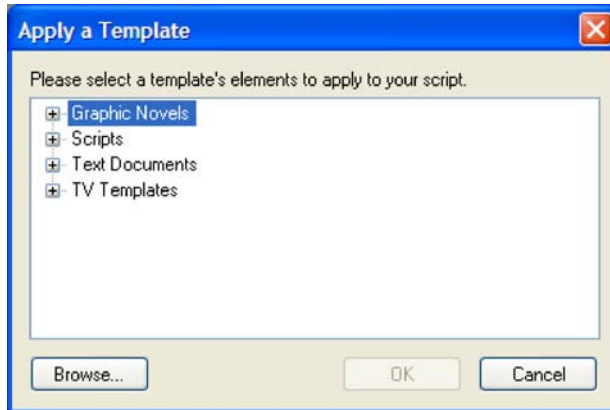 Apply a Template
Please select a template's elements to apply to your script.
Graphic Novels
Scripts
Text Documents
TV Templates
Browse... OK Cancel